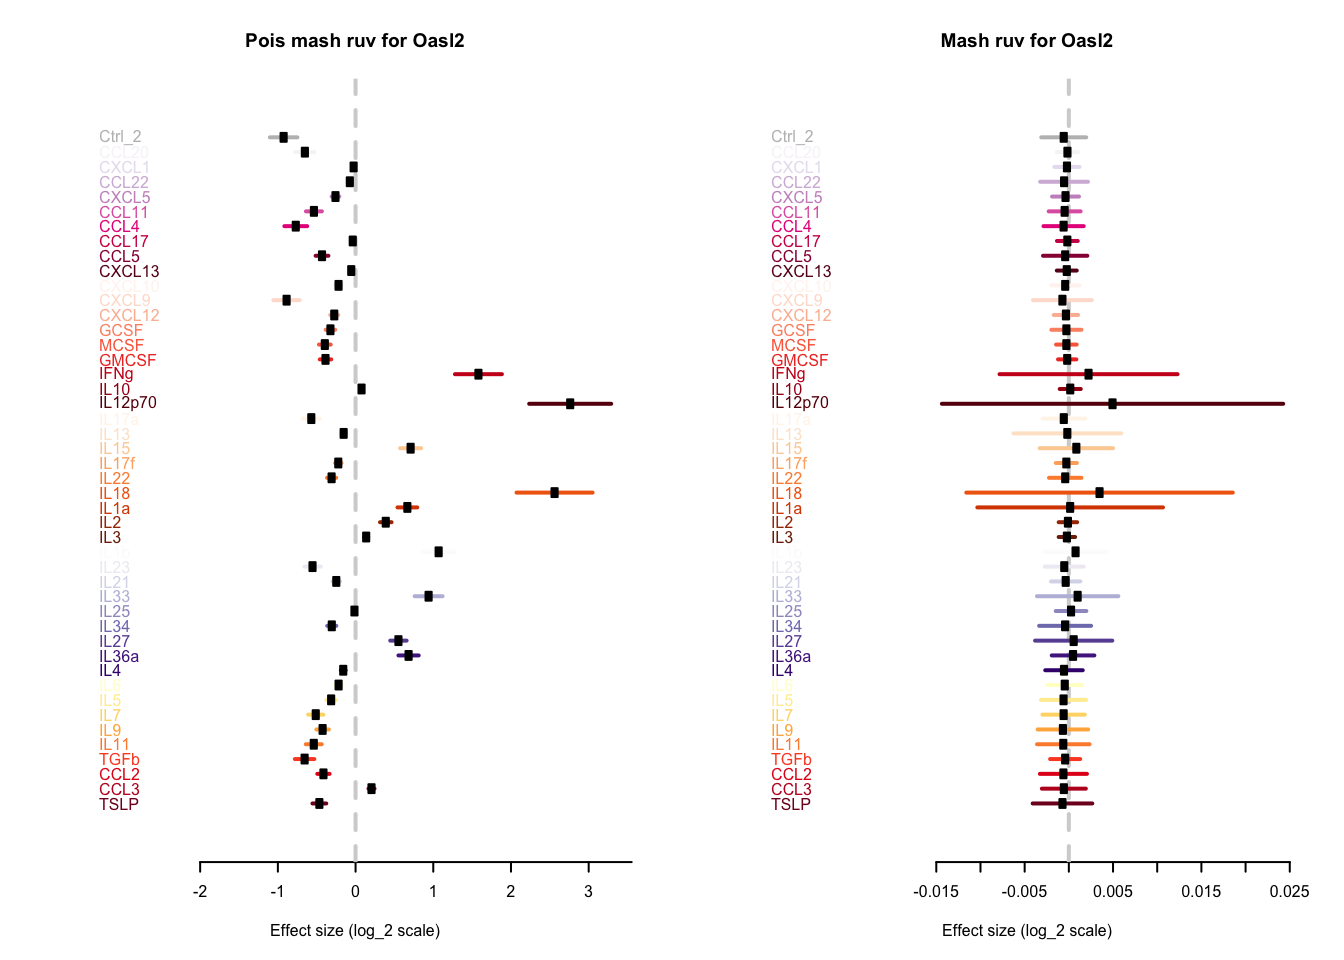 Pois mash ruv for Oasl2
Ctrl_2
CCL20
CXCL1
CCL22
CXCL5
CCL11
CCL4
CCL17
CCL5
CXCL13
CXCL10
CXCL9
CXCL12
GCSF
MCSF
GMCSF
IFNg
IL10
IL12p70
IL13
IL15
IL17f
IL22
IL18
IL1a
IL2
IL3
IL23
IL21
IL33
IL25
IL34
IL27
IL36a
IL4
IL5
IL7
IL9
IL11
TGFb
CCL2
CCL3
TSLP
-2 -1 0 1 2 3
Effect size (log_2 scale)
Mash ruv for Oasl2
Ctrl_2
CCL20
CXCL1
CCL22
CXCL5
CCL11
CCL4
CCL17
CCL5
CXCL13
CXCL10
CXCL9
CXCL12
GCSF
MCSF
GMCSF
IFNg
IL10
IL12p70
IL13
IL15
IL17f
IL22
IL18
IL1a
IL2
IL3
IL23
IL21
IL33
IL25
IL34
IL27
IL36a
IL4
IL5
IL7
IL9
IL11
TGFb
CCL2
CCL3
TSLP
-0.015 -0.005 0.005 0.015 0.025
Effect size (log_2 scale)